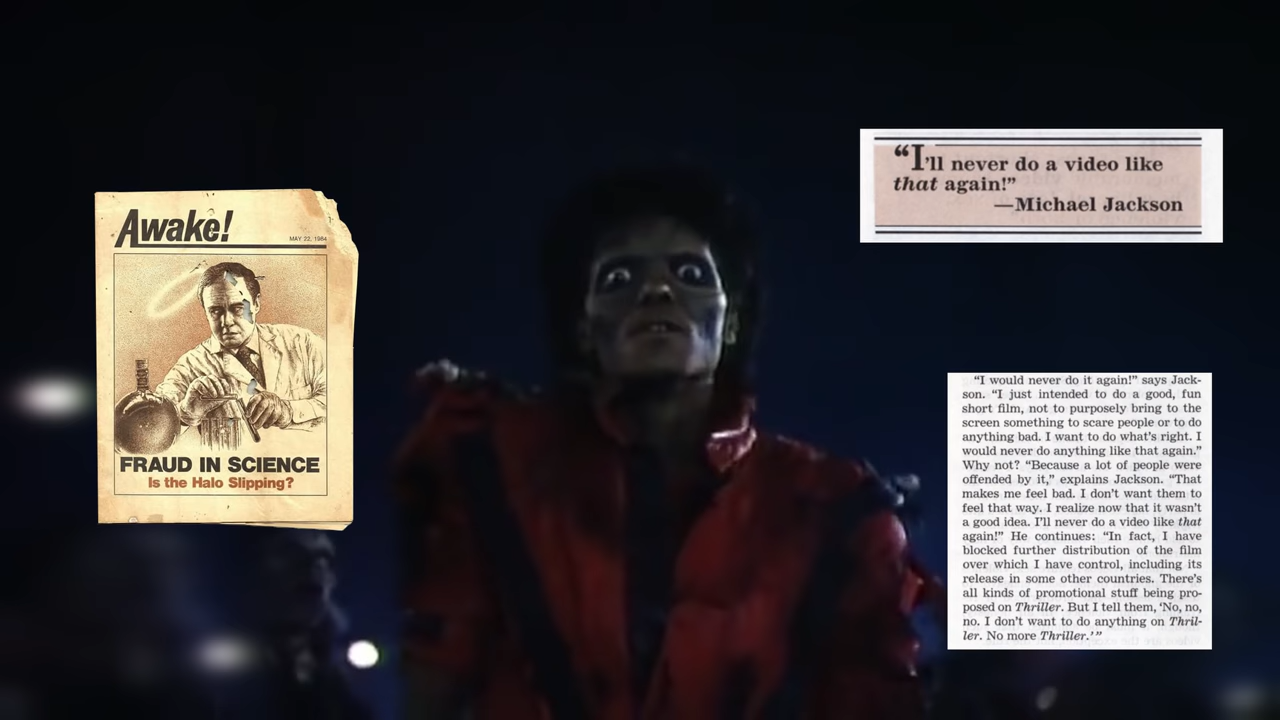 Awake!
MAY 22, 1984
FRAUD IN SCIENCE
Is the Halo Slipping?
“I’ll never do a video like
that again!”
—Michael Jackson
“I would never do it again!” says Jack-
son. “I just intended to do a good, fun
short film, not to purposely bring to the
screen something to scare people or to do
anything bad. I want to do what’s right. I
would never do anything like that again.”
Why not? “Because a lot of people were
offended by it,” explains Jackson. “That
makes me feel bad. I don’t want them to
feel that way. I realize now that it wasn’t
a good idea. I’ll never do a video like that
again!” He continues: “In fact, I have
blocked further distribution of the film
over which I have control, including its
release in some other countries. There’s
all kinds of promotional stuff being pro-
posed on Thriller. But I tell them, ‘No, no,
no. I don’t want to do anything on Thril-
ler. No more Thriller.’”